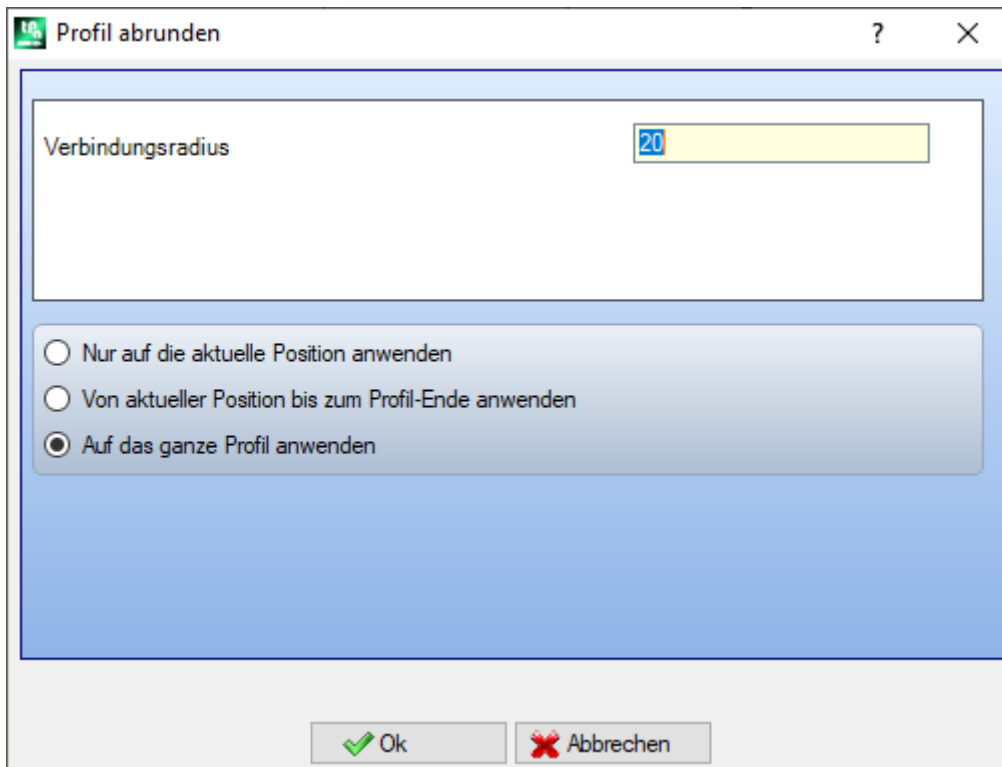 Profil abrunden
?
Verbindungsradius 20
Nur auf die aktuelle Position anwenden
Von aktueller Position bis zum Profil-Ende anwenden
Auf das ganze Profil anwenden
Ok Abbrechen